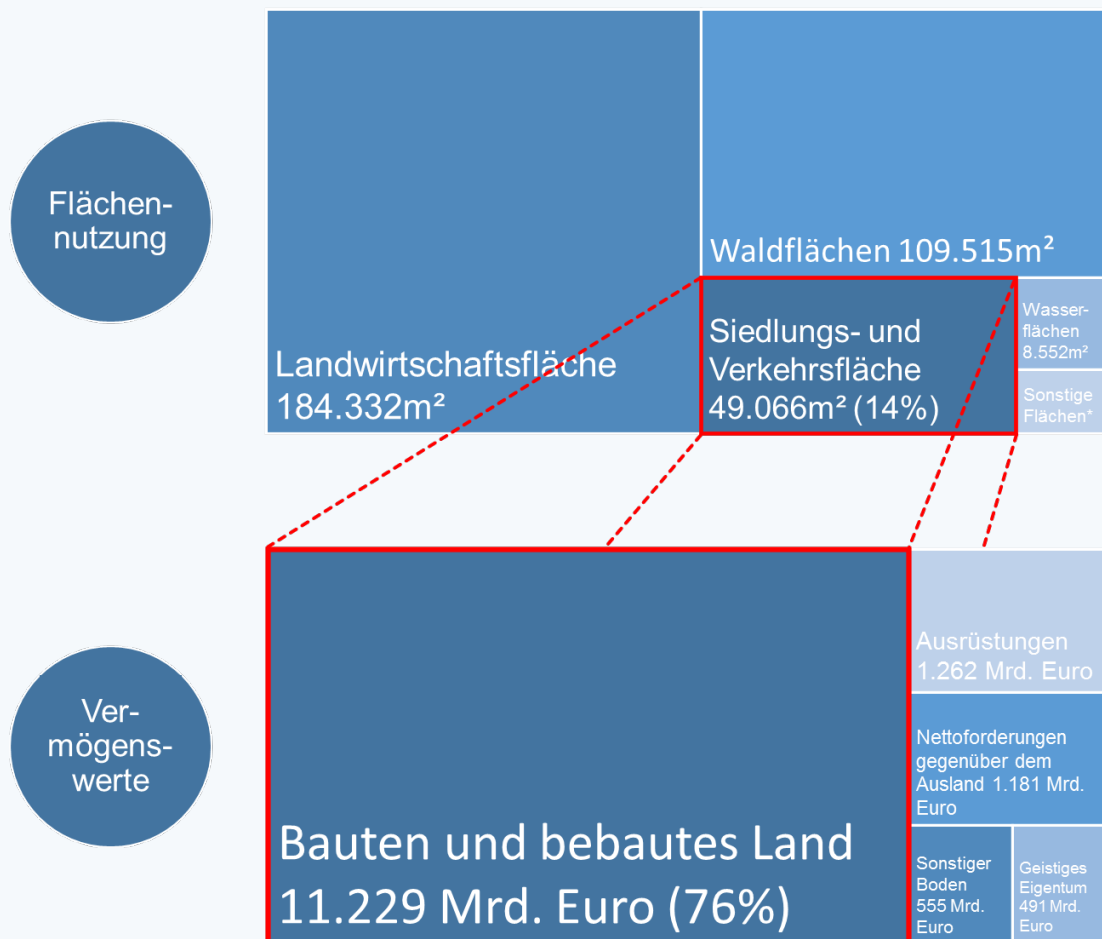 Flächen-
nutzung
Landwirtschaftsfläche
184.332m²
Waldflächen 109.515m²
Siedlungs- und
Verkehrsfläche
49.066m² (14%)
Wasser-
flächen
8.552m²
Sonstige
Flächen*
Ver-
mögens-
werte
Bauten und bebautes Land
11.229 Mrd. Euro (76%)
Ausrüstungen
1.262 Mrd. Euro
Nettoforderungen
gegenüber dem
Ausland 1.181 Mrd.
Euro
Sonstiger
Boden
555 Mrd.
Euro
Geistiges
Eigentum
491 Mrd.
Euro